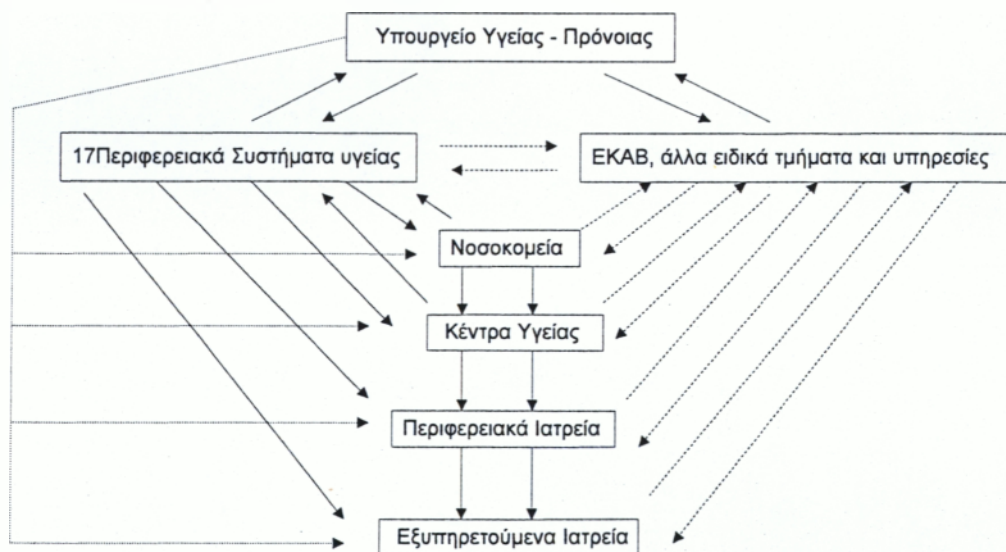 Υπουργείο Υγείας - Πρόνοιας
17Περιφερειακά Συστήματα υγείας
ΕΚΑΒ, άλλα ειδικά τμήματα και υπηρεσίες
Νοσοκομεία
Κέντρα Υγείας
Περιφερειακά Ιατρεία
Εξυπηρετούμενα Ιατρεία